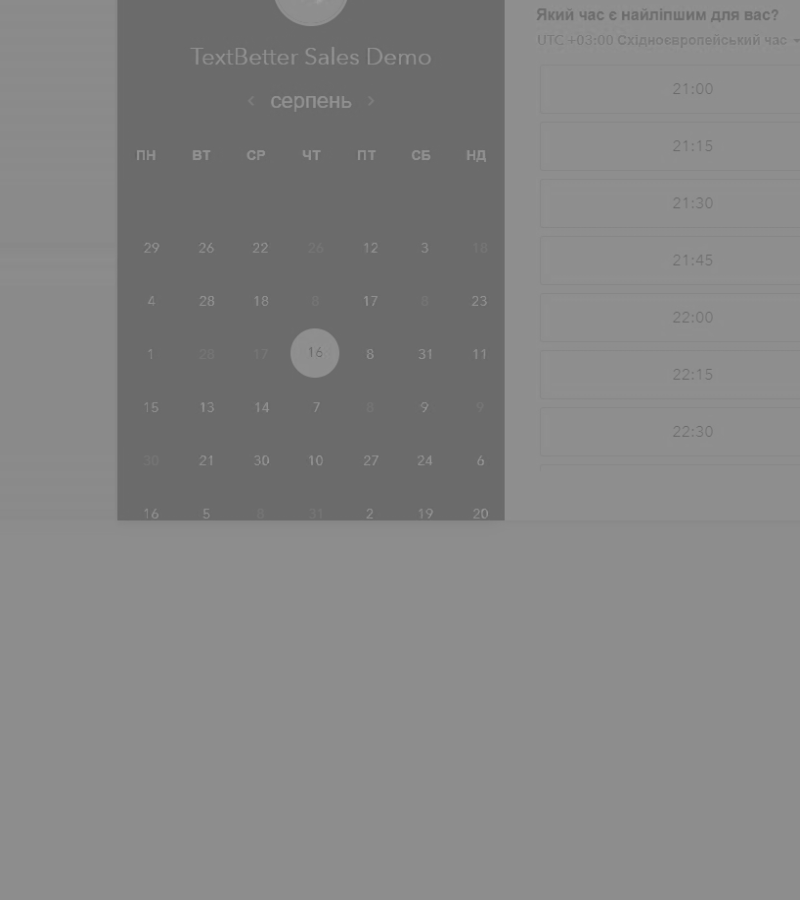 TextBetter Sales Demo
серпень
ПН ВТ СР ЧТ ПТ СБ НД
29 26 22 26 12 3 18
4 28 18 8 17 8 23
1 28 17 16 8 31 11
15 13 14 7 8 9 9
30 21 30 10 27 24 6
16 5 8 31 2 19 20
Який час є найліпшим для вас?
UTC +03:00 Східноєвропейський час
21:00
21:15
21:30
21:45
22:00
22:15
22:30